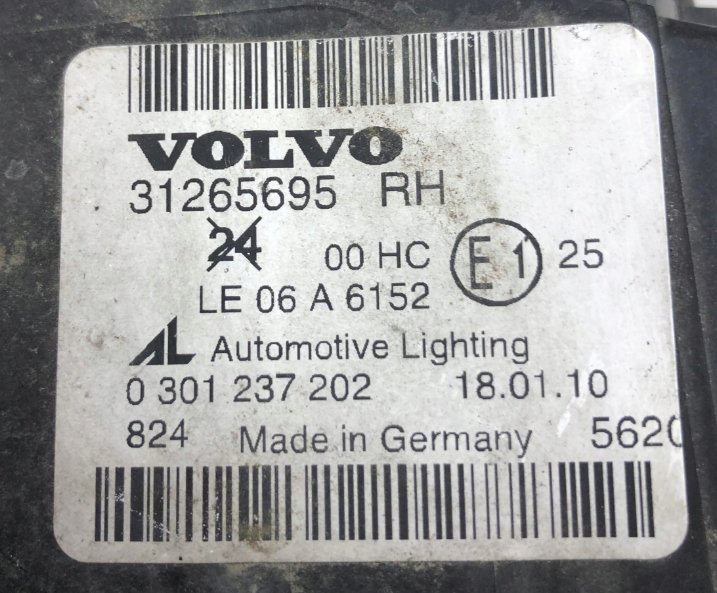 VOLVO
31265695 RH
24 00 HC E1 25
LE 06 A 6152
AL Automotive Lighting
0 301 237 202 18.01.10
824 Made in Germany 5620